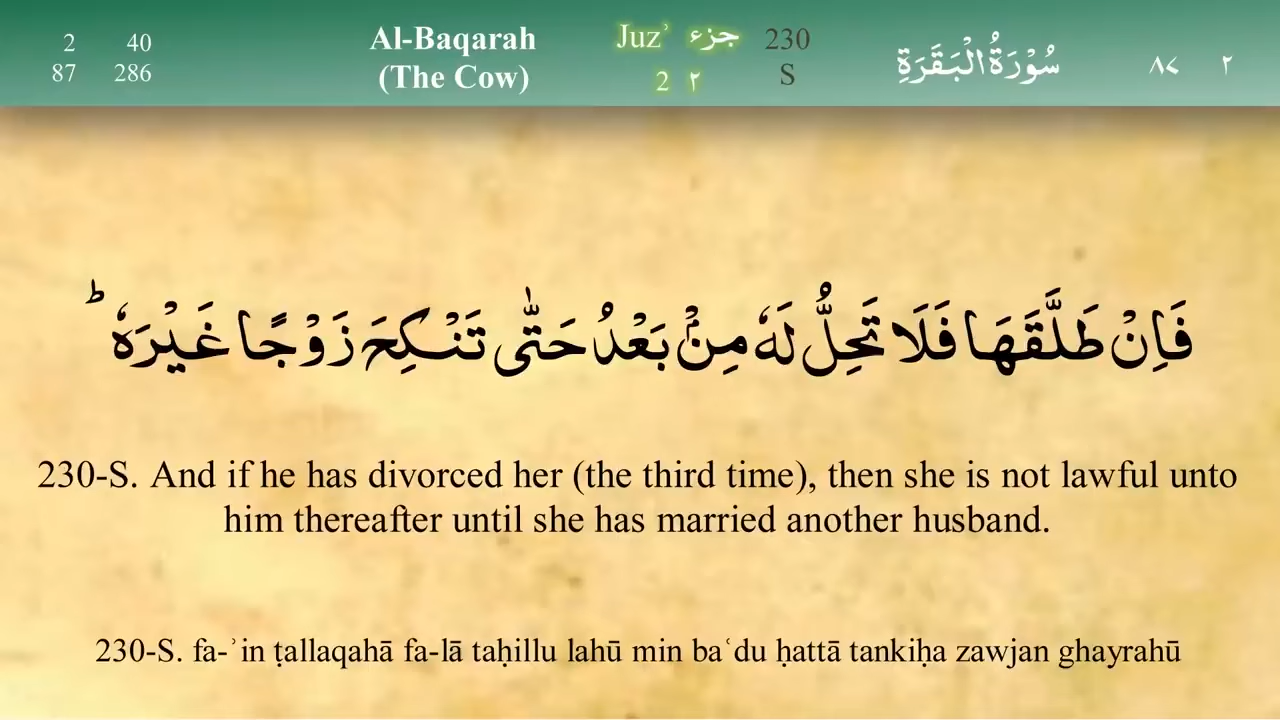 2 40
87 286
Al-Baqarah
(The Cow)
Juzʾ جزء
2 ٢
230
S
سُوْرَةُ الْبَقَرَةِ
٢ ٨٧
فَاِنْ طَلَّقَهَا فَلَا تَحِلُّ لَهٗ مِنْۢ بَعْدُ حَتّٰى تَنْكِحَ زَوْجًا غَيْرَهٗ ؕ
230-S. And if he has divorced her (the third time), then she is not lawful unto
him thereafter until she has married another husband.
230-S. fa-ʾin ṭallaqahā fa-lā taḥillu lahū min baʿdu ḥattā tankiḥa zawjan ghayrahū